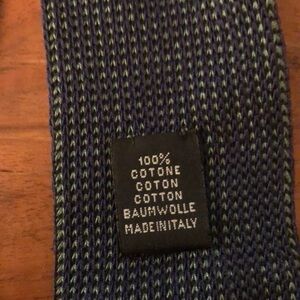 100%
COTONE
COTON
COTTON
BAUMWOLLE
MADE IN ITALY